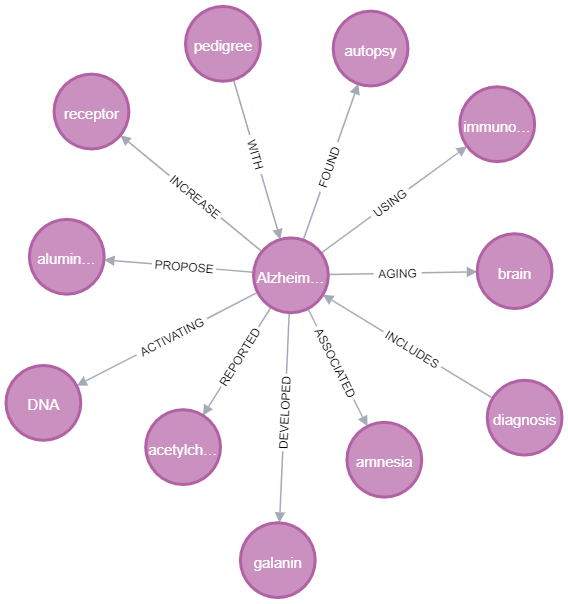 pedigree
autopsy
receptor
immuno...
WITH
FOUND
INCREASE
USING
alumin...
PROPOSE
Alzheim...
AGING
brain
ACTIVATING
REPORTED
DEVELOPED
ASSOCIATED
INCLUDES
DNA
acetylch...
amnesia
diagnosis
galanin